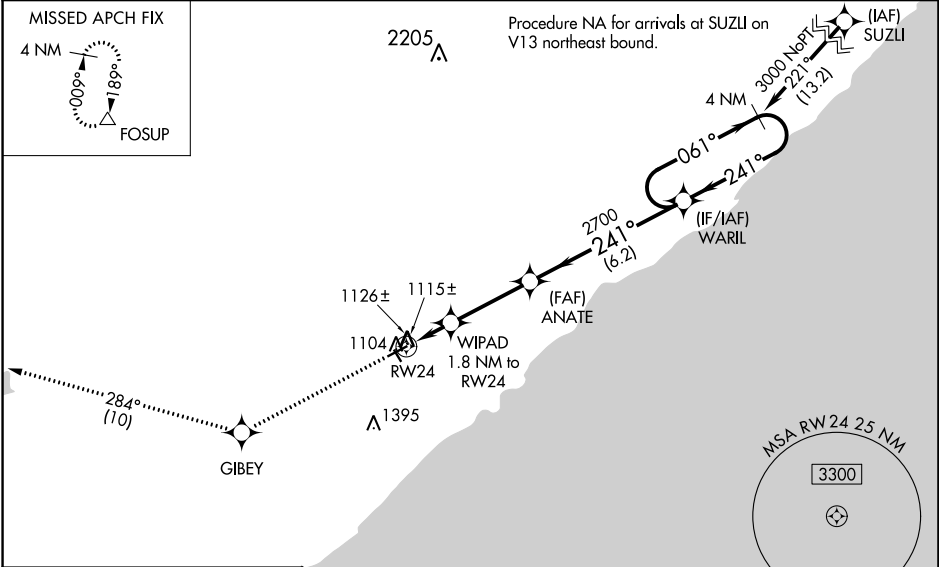 MISSED APCH FIX
4 NM
009°
189°
FOSUP
2205
Procedure NA for arrivals at SUZLI on
V13 northeast bound.
(IAF)
SUZLI
3000 NoPT
221°
(13.2)
4 NM
061°
241°
(IF/IAF)
WARIL
2700
241°
(6.2)
(FAF)
ANATE
1126±
1115±
1104
RW24
WIPAD
1.8 NM to
RW24
1395
284°
(10)
GIBEY
MSA RW24 25 NM
3300